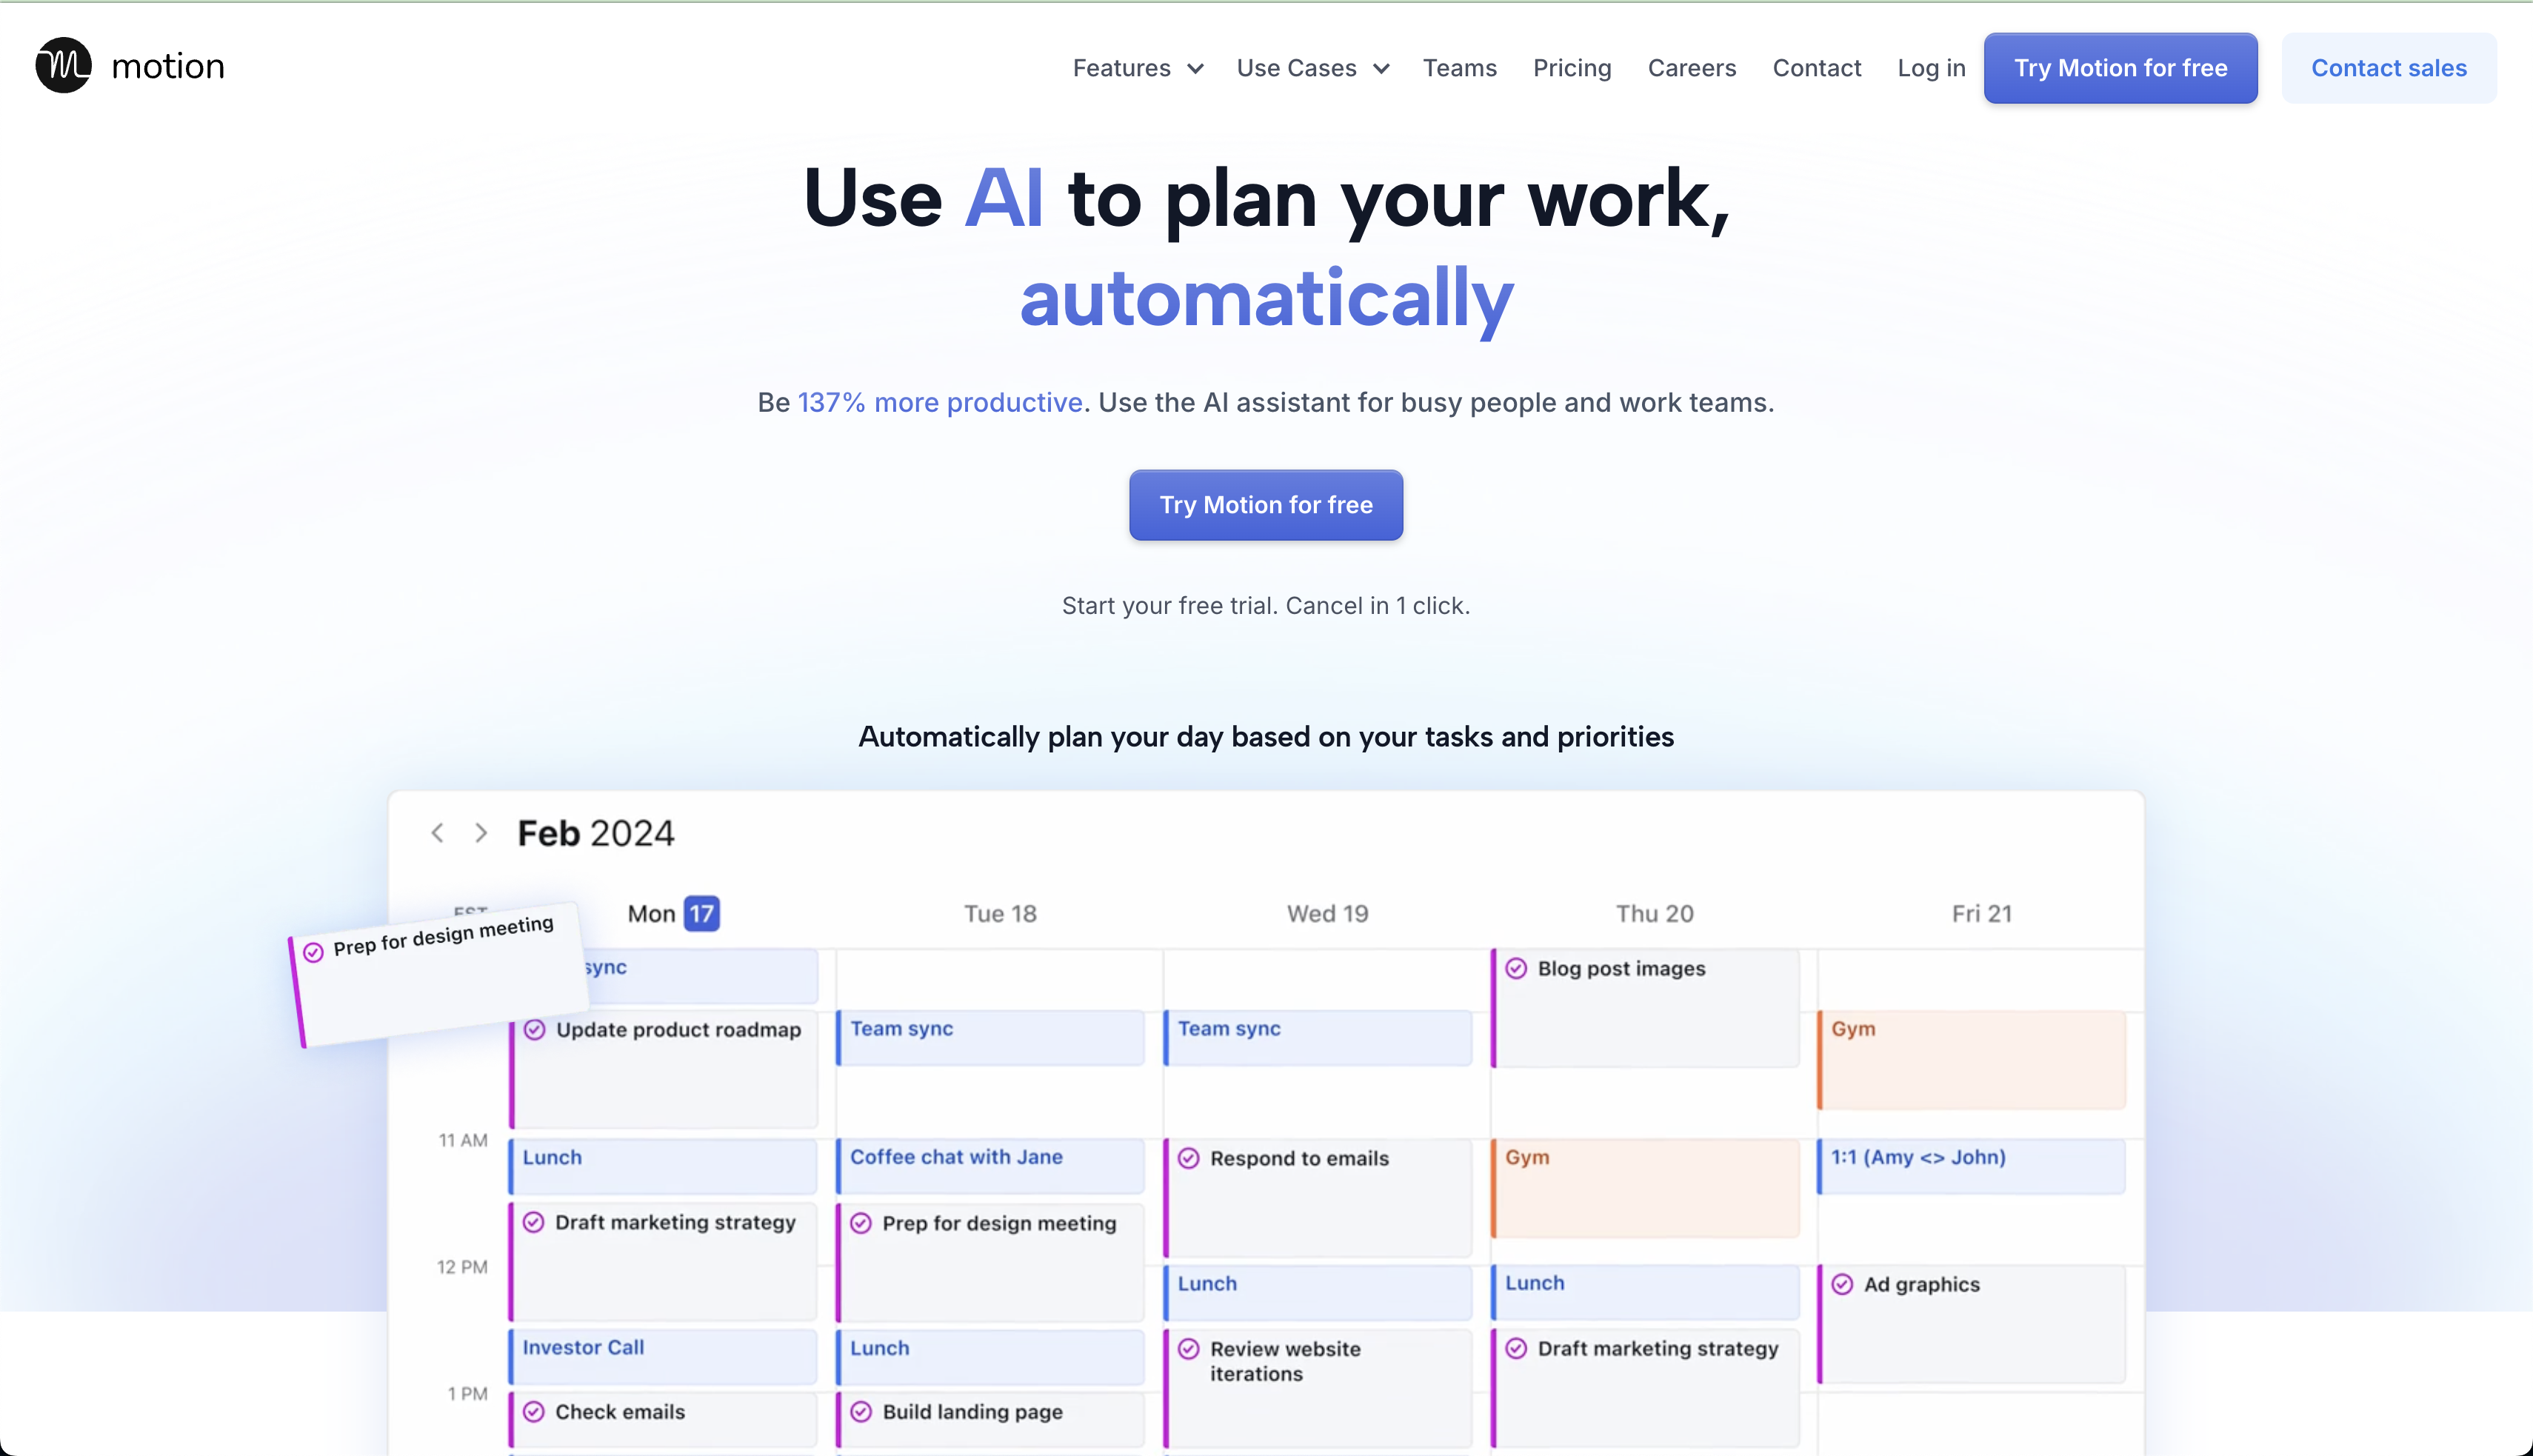 motion
Features
Use Cases
Teams
Pricing
Careers
Contact
Log in
Try Motion for free
Contact sales
Use AI to plan your work,
automatically
Be 137% more productive. Use the AI assistant for busy people and work teams.
Try Motion for free
Start your free trial. Cancel in 1 click.
Automatically plan your day based on your tasks and priorities
Feb 2024
EST
Mon 17
Tue 18
Wed 19
Thu 20
Fri 21
Prep for design meeting
sync
Blog post images
Update product roadmap
Team sync
Team sync
Gym
11 AM
Lunch
Coffee chat with Jane
Respond to emails
Gym
1:1 (Amy <> John)
Draft marketing strategy
Prep for design meeting
12 PM
Lunch
Lunch
Ad graphics
Investor Call
Lunch
Review website
iterations
Draft marketing strategy
1 PM
Check emails
Build landing page